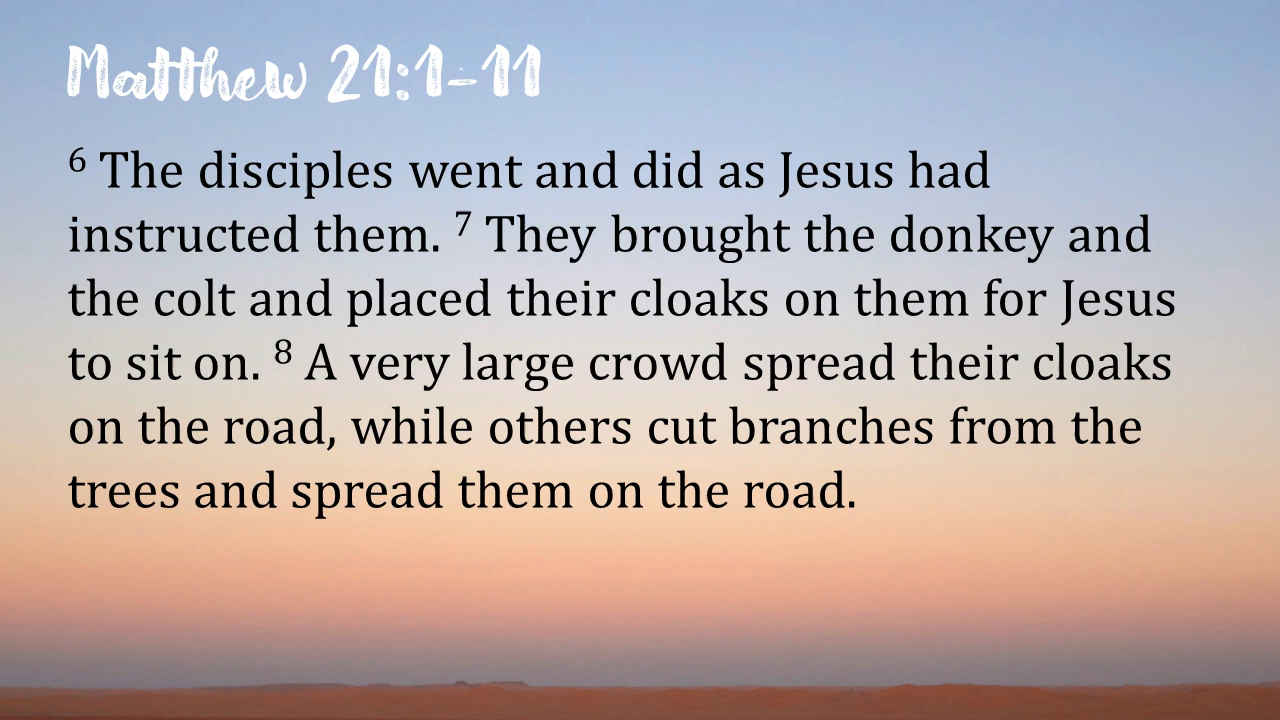 Matthew 21:1-11
⁶ The disciples went and did as Jesus had
instructed them. ⁷ They brought the donkey and
the colt and placed their cloaks on them for Jesus
to sit on. ⁸ A very large crowd spread their cloaks
on the road, while others cut branches from the
trees and spread them on the road.